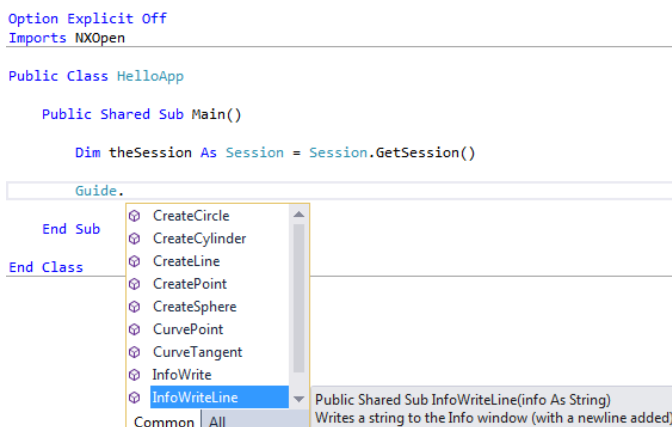 Option Explicit Off
Imports NXOpen
Public Class HelloApp
Public Shared Sub Main()
Dim theSession As Session = Session.GetSession()
Guide.
End Sub
End Class
CreateCircle
CreateCylinder
CreateLine
CreatePoint
CreateSphere
CurvePoint
CurveTangent
InfoWrite
InfoWriteLine
Common All
Public Shared Sub InfoWriteLine(info As String)
Writes a string to the Info window (with a newline added)